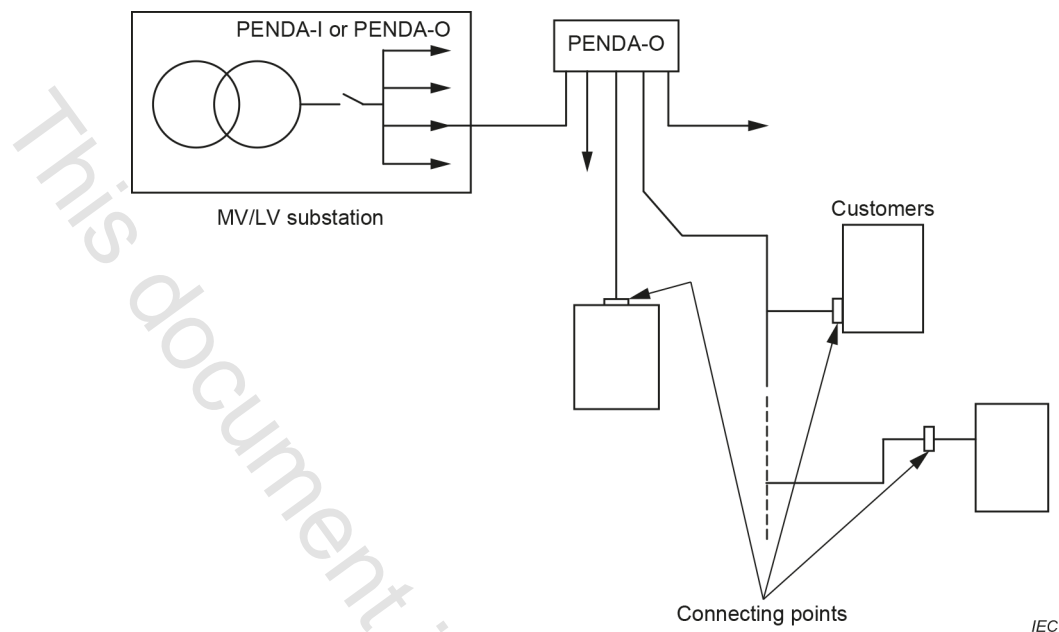 PENDA-I or PENDA-O
PENDA-O
MV/LV substation
Customers
Connecting points
IEC
This document i